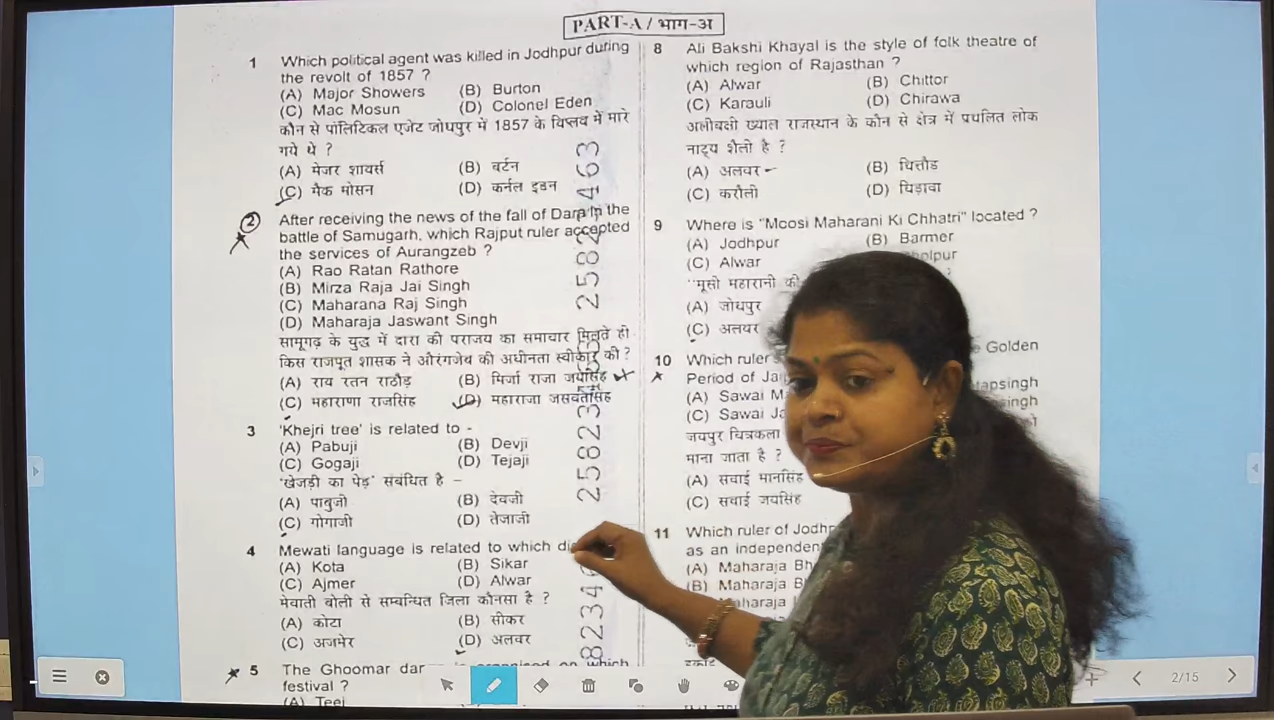 PART-A / भाग-अ
1 Which political agent was killed in Jodhpur during
the revolt of 1857 ?
(A) Major Showers (B) Burton
(C) Mac Mosun (D) Colonel Eden
कौन से पॉलिटिकल एजेंट जोधपुर में 1857 के विप्लव में मारे
गये थे ?
(A) मेजर शावर्स (B) बर्टन
(C) मैक मोसन (D) कर्नल इडन
2 After receiving the news of the fall of Dara in the
battle of Samugarh, which Rajput ruler accepted
the services of Aurangzeb ?
(A) Rao Ratan Rathore
(B) Mirza Raja Jai Singh
(C) Maharana Raj Singh
(D) Maharaja Jaswant Singh
सामूगढ़ के युद्ध में दारा की पराजय का समाचार मिलते ही
किस राजपूत शासक ने औरंगजेब की अधीनता स्वीकार की ?
(A) राय रतन राठौड़ (B) मिर्जा राजा जयसिंह
(C) महाराणा राजसिंह (D) महाराजा जसवंतसिंह
3 'Khejri tree' is related to -
(A) Pabuji (B) Devji
(C) Gogaji (D) Tejaji
'खेजड़ी का पेड़' संबंधित है –
(A) पाबुजी (B) देवजी
(C) गोगाजी (D) तेजाजी
4 Mewati language is related to which
(A) Kota (B) Sikar
(C) Ajmer (D) Alwar
मेवाती बोली से सम्बन्धित जिला कौनसा है ?
(A) कोटा (B) सीकर
(C) अजमेर (D) अलवर
5 The Ghoomar
festival ?
(A) Teej
8 Ali Bakshi Khayal is the style of folk theatre of
which region of Rajasthan ?
(A) Alwar (B) Chittor
(C) Karauli (D) Chirawa
अलीबक्षी ख्याल राजस्थान के कौन से क्षेत्र में प्रचलित लोक
नाट्य शैली है ?
(A) अलवर (B) चित्तौड
(C) करौली (D) चिड़ावा
9 Where is "Moosi Maharani Ki Chhatri" located ?
(A) Jodhpur (B) Barmer
(C) Alwar
"मूसी महारानी की
(A) जोधपुर
(C) अलवर
10 Which ruler Golden
Period of
(A) Sawai
(C) Sawai
जयपुर चित्रकला
माना जाता है ?
(A) सवाई मानसिंह
(C) सवाई जयसिंह
11 Which ruler of
as an independent
(A) Maharaja
(B) Maharaja
2/15